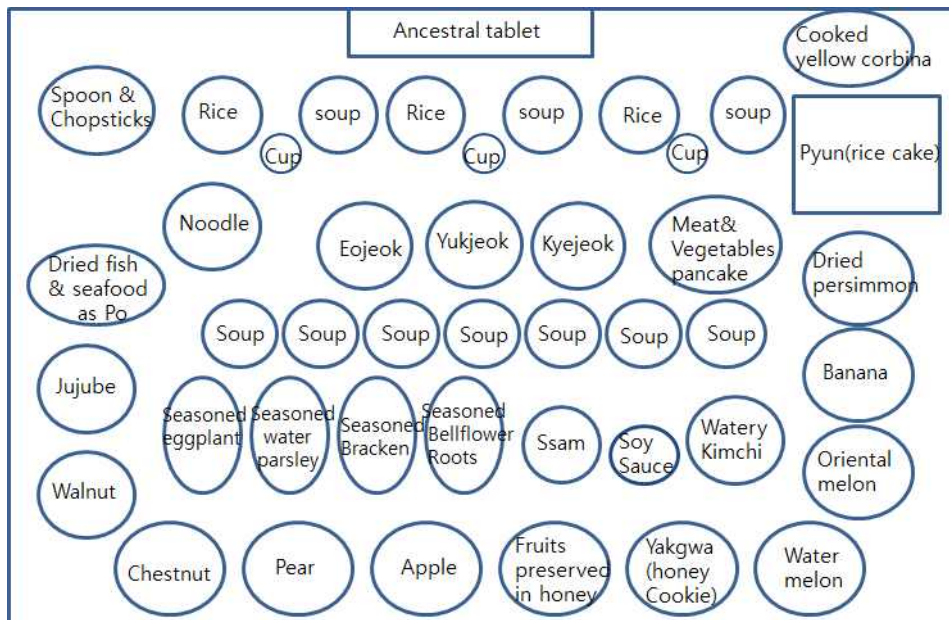 Ancestral tablet
Cooked
yellow corbina
Spoon &
Chopsticks
Rice
soup
Rice
soup
Rice
soup
Cup
Cup
Cup
Pyun(rice cake)
Noodle
Eojeok
Yukjeok
Kyejeok
Meat&
Vegetables
pancake
Dried fish
& seafood
as Po
Dried
persimmon
Soup
Soup
Soup
Soup
Soup
Soup
Soup
Jujube
Banana
Seasoned
eggplant
Seasoned
water
parsley
Seasoned
Bracken
Seasoned
Bellflower
Roots
Ssam
Soy
Sauce
Watery
Kimchi
Oriental
melon
Walnut
Chestnut
Pear
Apple
Fruits
preserved
in honey
Yakgwa
(honey
Cookie)
Water
melon